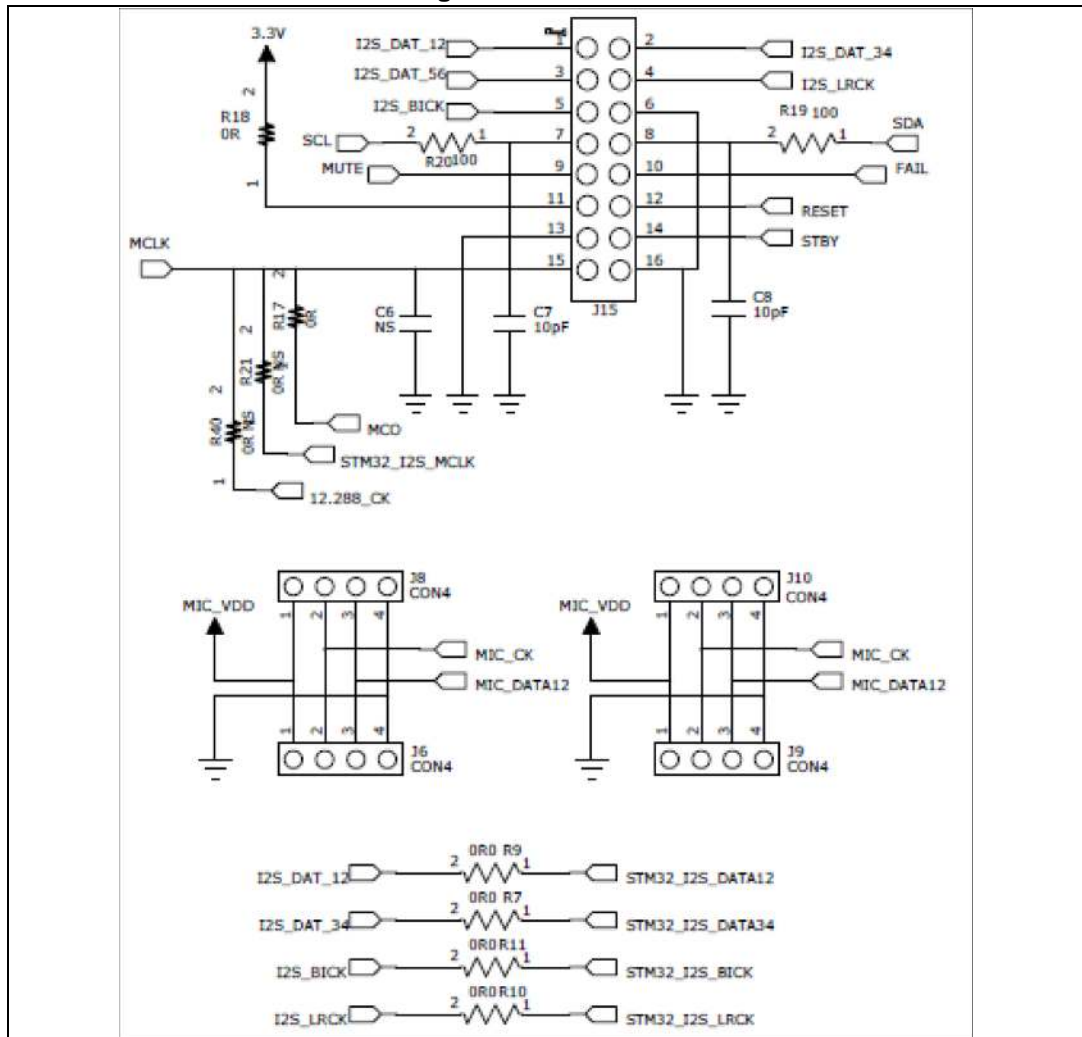 3.3V
I2S_DAT_12
1
2
I2S_DAT_34
I2S_DAT_56
3
4
I2S_LRCK
2
I2S_BICK
5
6
R18
0R
R19 100
SDA
SCL
2
1
7
8
2
1
R20 100
MUTE
9
10
FAIL
1
11
12
RESET
13
14
STBY
MCLK
15
16
2
R17
0R
C6
NS
C7
10pF
J15
C8
10pF
2
R21
0R NS
1
2
R40
0R NS
MCO
STM32_I2S_MCLK
1
12.288_CK
J8
CON4
J10
CON4
MIC_VDD
1
2
3
4
MIC_VDD
1
2
3
4
MIC_CK
MIC_CK
MIC_DATA12
MIC_DATA12
1
2
3
4
1
2
3
4
J6
CON4
J9
CON4
0R0 R9
I2S_DAT_12
2
1
STM32_I2S_DATA12
0R0 R7
I2S_DAT_34
2
1
STM32_I2S_DATA34
0R0R11
I2S_BICK
2
1
STM32_I2S_BICK
0R0R10
I2S_LRCK
2
1
STM32_I2S_LRCK